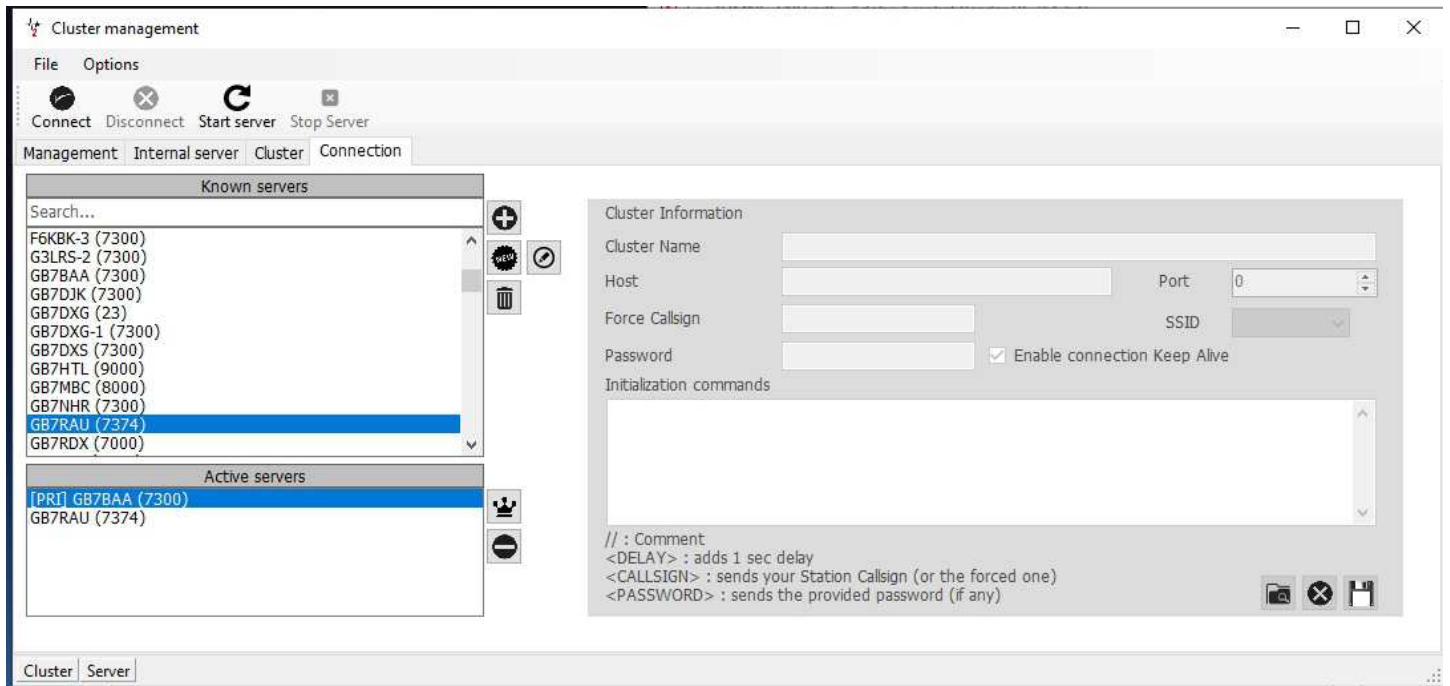 Cluster management
File Options
Connect Disconnect Start server Stop Server
Management Internal server Cluster Connection
Known servers
Search...
F6KBK-3 (7300)
G3LRS-2 (7300)
GB7BAA (7300)
GB7DJK (7300)
GB7DXG (23)
GB7DXG-1 (7300)
GB7DXS (7300)
GB7HTL (9000)
GB7MBC (8000)
GB7NHR (7300)
GB7RAU (7374)
GB7RDX (7000)
NEW
Active servers
[PRI] GB7BAA (7300)
GB7RAU (7374)
Cluster Information
Cluster Name
Host Port 0
Force Callsign SSID
Password Enable connection Keep Alive
Initialization commands
// : Comment
<DELAY> : adds 1 sec delay
<CALLSIGN> : sends your Station Callsign (or the forced one)
<PASSWORD> : sends the provided password (if any)
Cluster Server